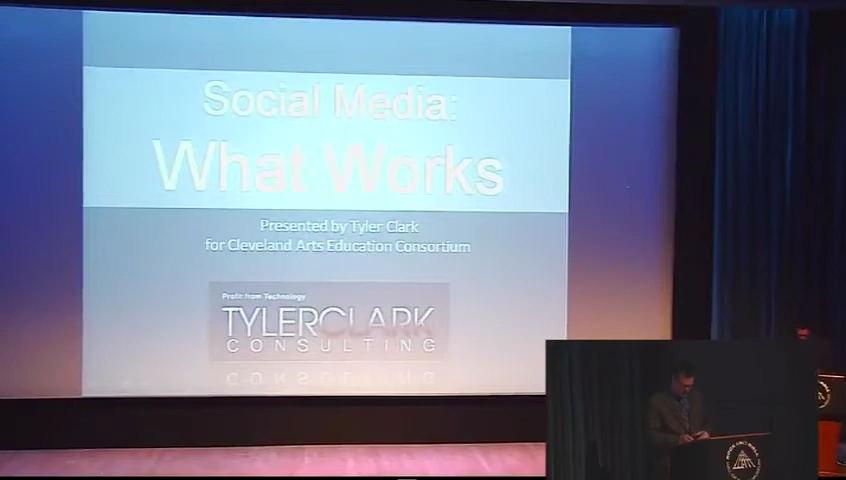 Social Media:
What Works
Presented by Tyler Clark
for Cleveland Arts Education Consortium
Profit from Technology
TYLERCLARK
CONSULTING